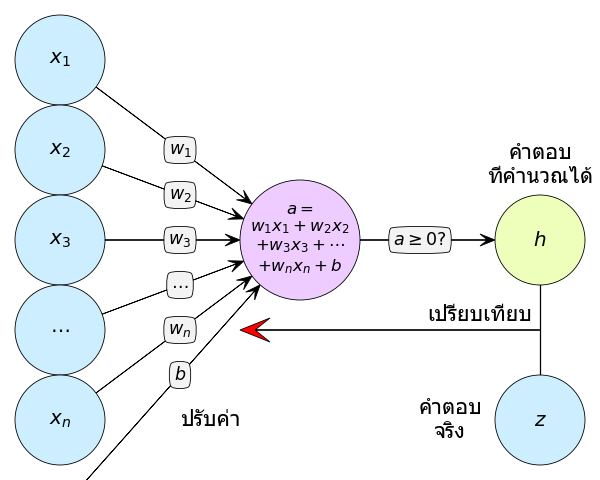 x₁
x₂
x₃
⋯
xₙ
w₁
w₂
w₃
⋯
wₙ
b
a =
w₁x₁ + w₂x₂
+w₃x₃ + ⋯
+wₙxₙ + b
a ≥ 0?
คำตอบ
ที่คำนวณได้
h
เปรียบเทียบ
ปรับค่า
คำตอบ
จริง
z